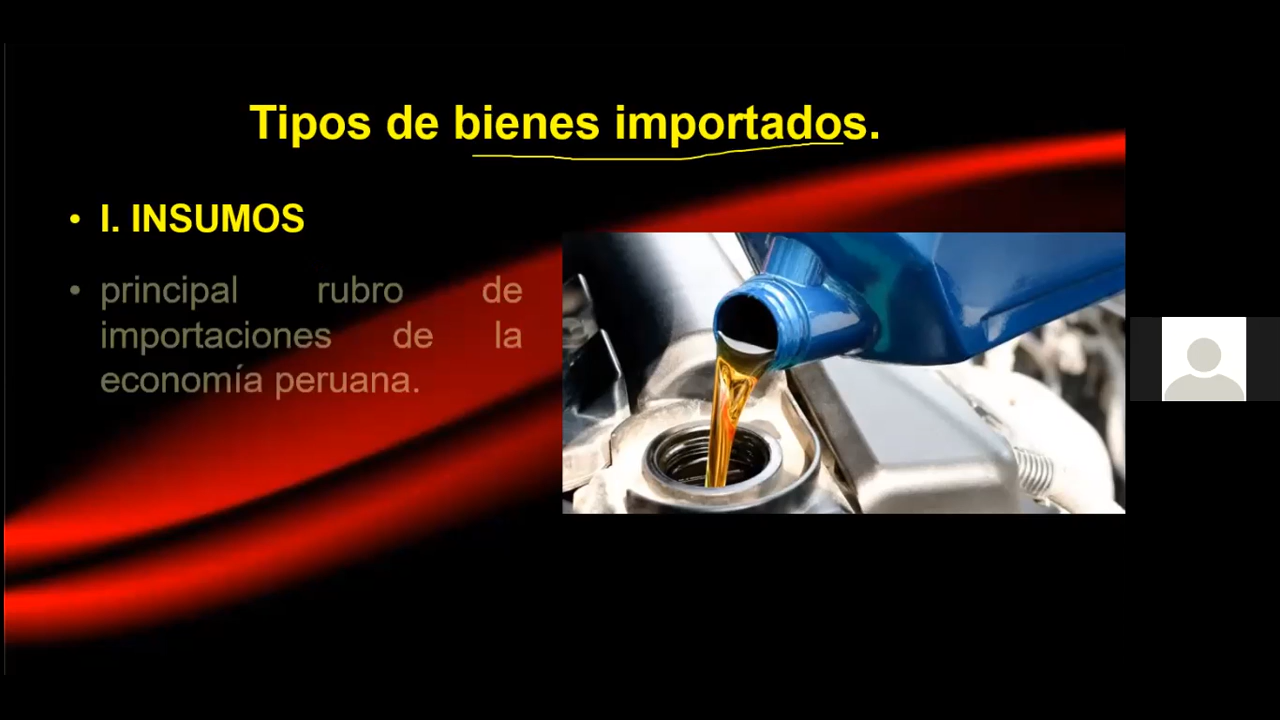 Tipos de bienes importados.
• I. INSUMOS
• principal rubro de
importaciones de la
economía peruana.